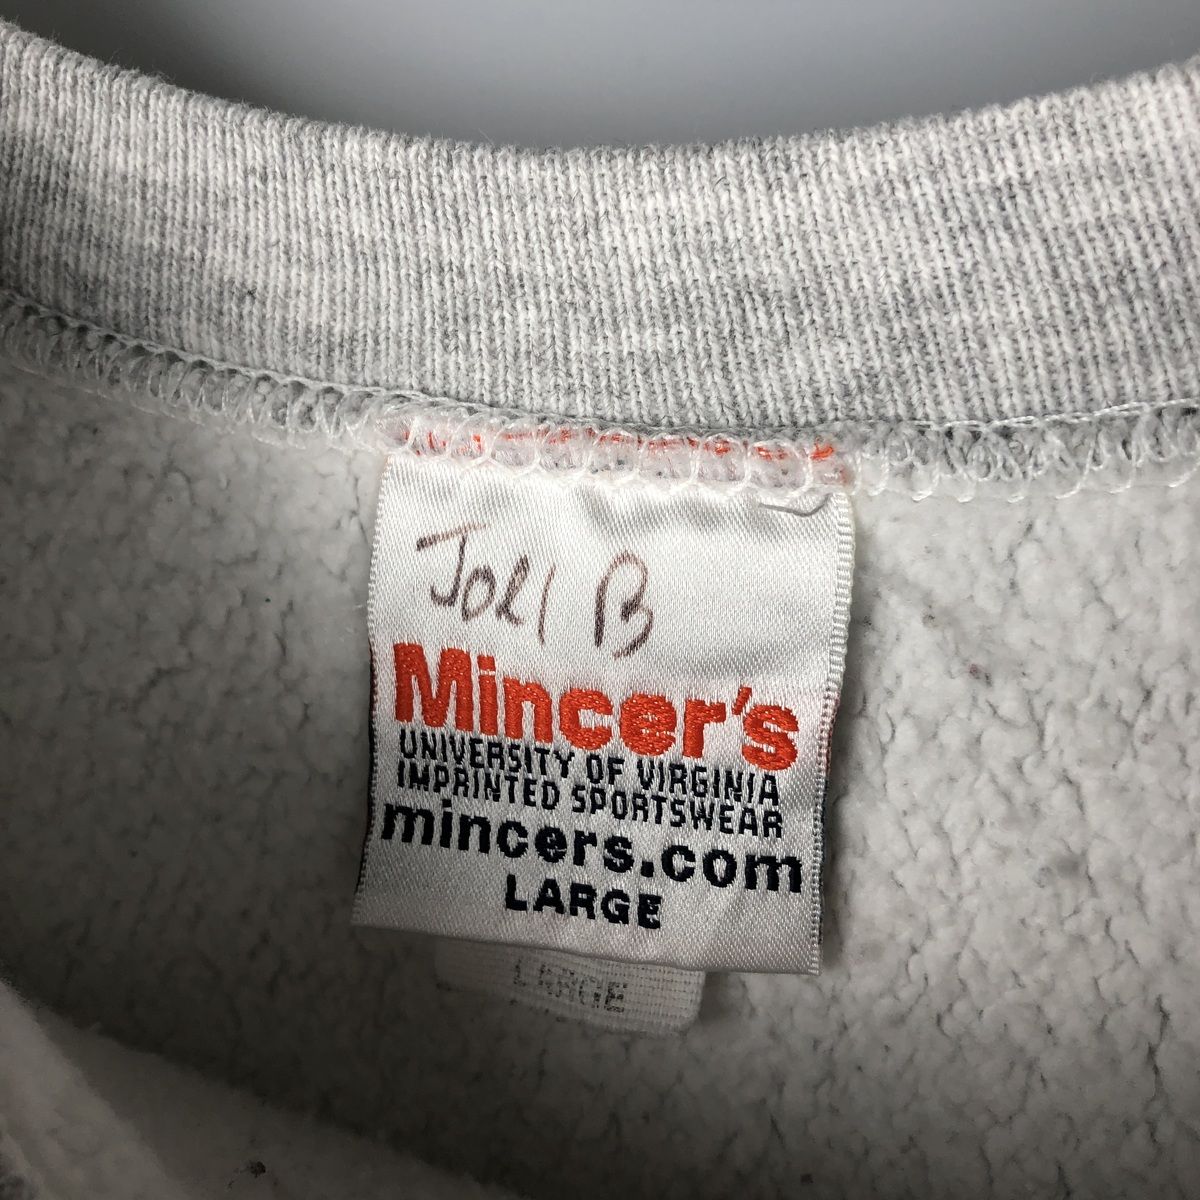 Joel B
Mincer's
UNIVERSITY OF VIRGINIA
IMPRINTED SPORTSWEAR
mincers.com
LARGE
LARGE